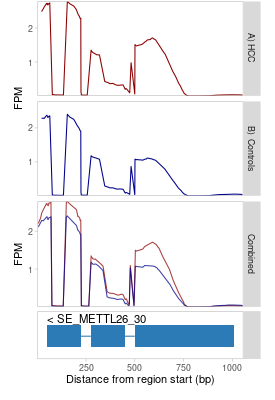 2
1
A) HCC
FPM
2
1
B) Controls
FPM
2
1
Combined
< SE_METTL26_30
250 500 750 1000
Distance from region start (bp)